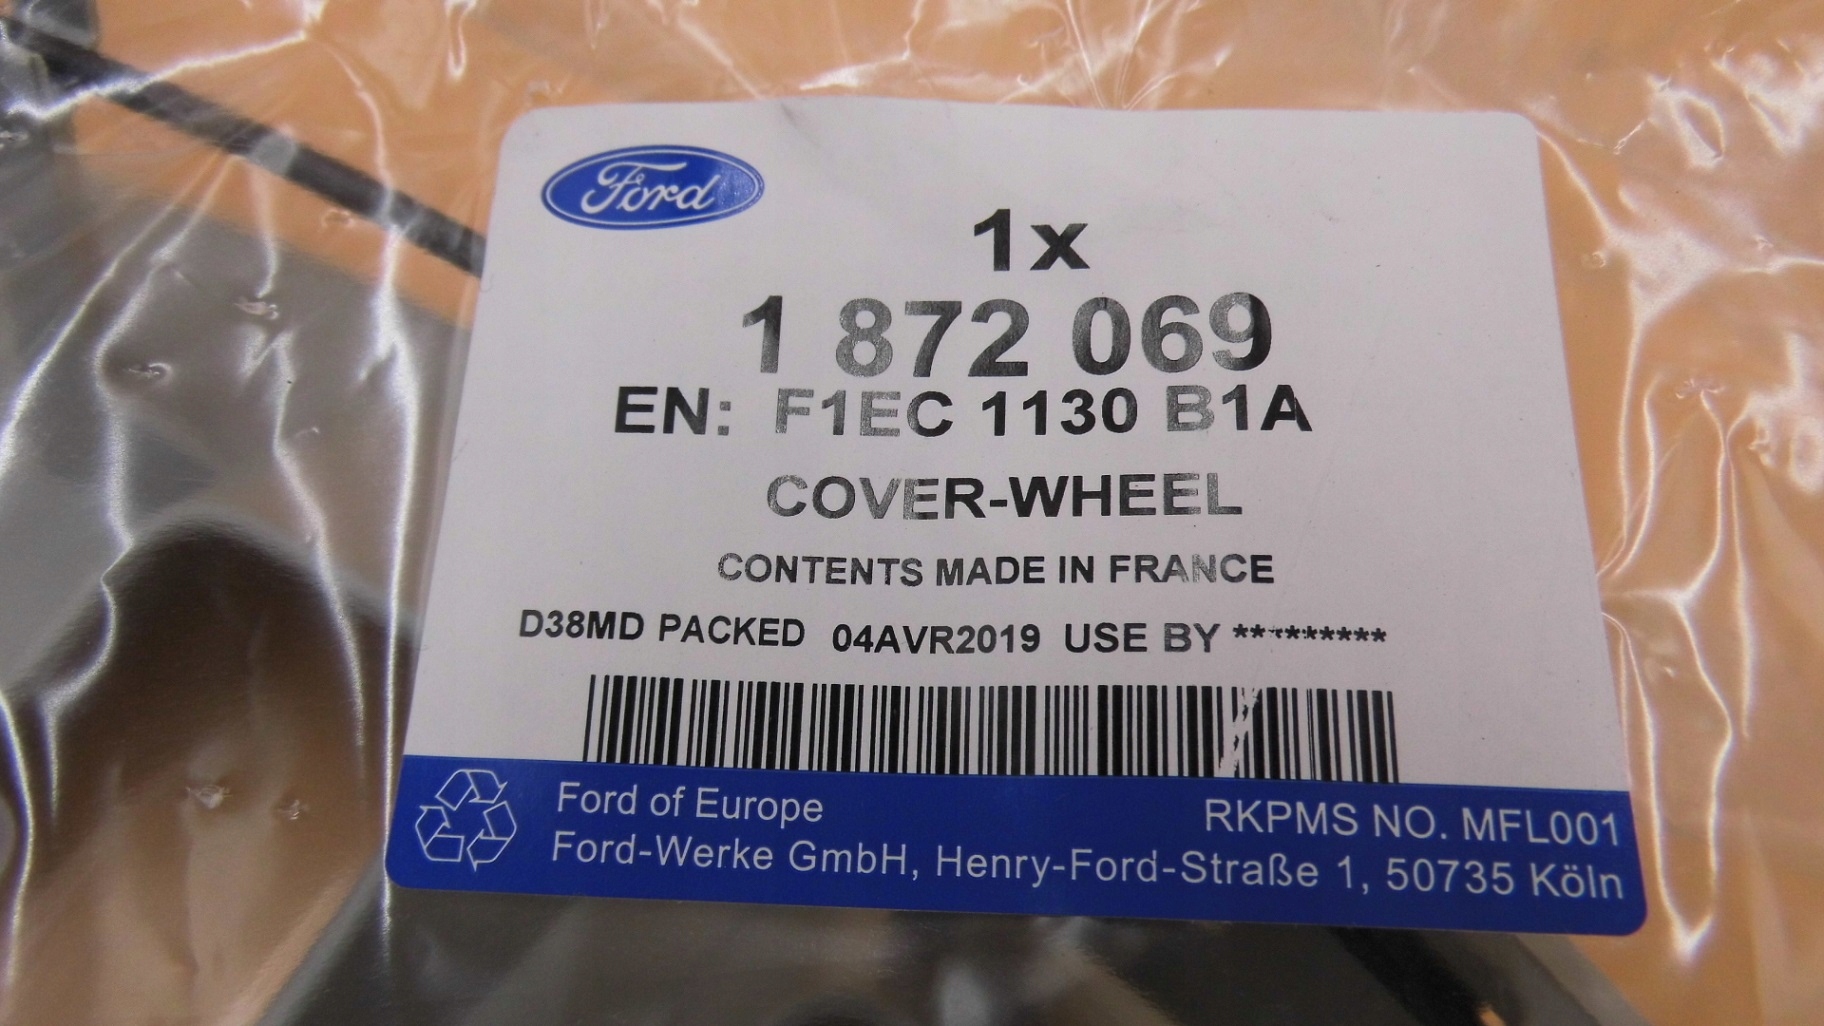 Ford
1x
1 872 069
EN: F1EC 1130 B1A
COVER-WHEEL
CONTENTS MADE IN FRANCE
D38MD PACKED 04AVR2019 USE BY *********
Ford of Europe
RKPMS NO. MFL001
Ford-Werke GmbH, Henry-Ford-Straße 1, 50735 Köln